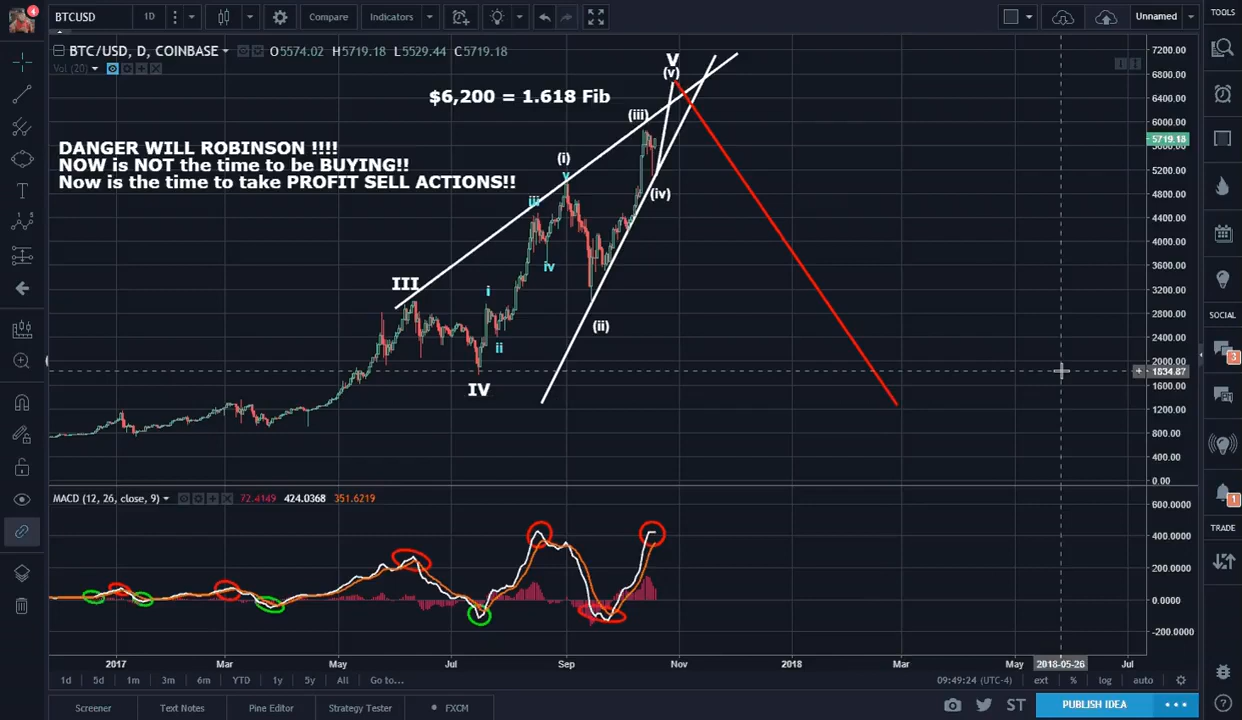 3
BTCUSD
1D
Compare
Indicators
Unnamed
TOOLS
BTC/USD, D, COINBASE
O5574.02 H5719.18 L5529.44 C5719.18
Vol (20)
$6,200 = 1.618 Fib
DANGER WILL ROBINSON !!!!
NOW is NOT the time to be BUYING!!
Now is the time to take PROFIT SELL ACTIONS!!
V
(v)
(iii)
(i)
v
iii
(iv)
iv
III
i
(ii)
ii
IV
7200.00
6800.00
6400.00
6000.00
5719.18
5200.00
4800.00
4400.00
4000.00
3600.00
3200.00
2800.00
2400.00
2000.00
1834.87
1600.00
1200.00
800.00
400.00
0.00
SOCIAL
3
1
TRADE
MACD (12, 26, close, 9) 72.4149 424.0368 351.6219
600.0000
400.0000
200.0000
0.0000
-200.0000
2017 Mar May Jul Sep Nov 2018 Mar May 2018-05-26 Jul
1d 5d 1m 3m 6m YTD 1y 5y All Go to...
09:49:24 (UTC-4) ext % log auto
Screener Text Notes Pine Editor Strategy Tester FXCM
ST
PUBLISH IDEA